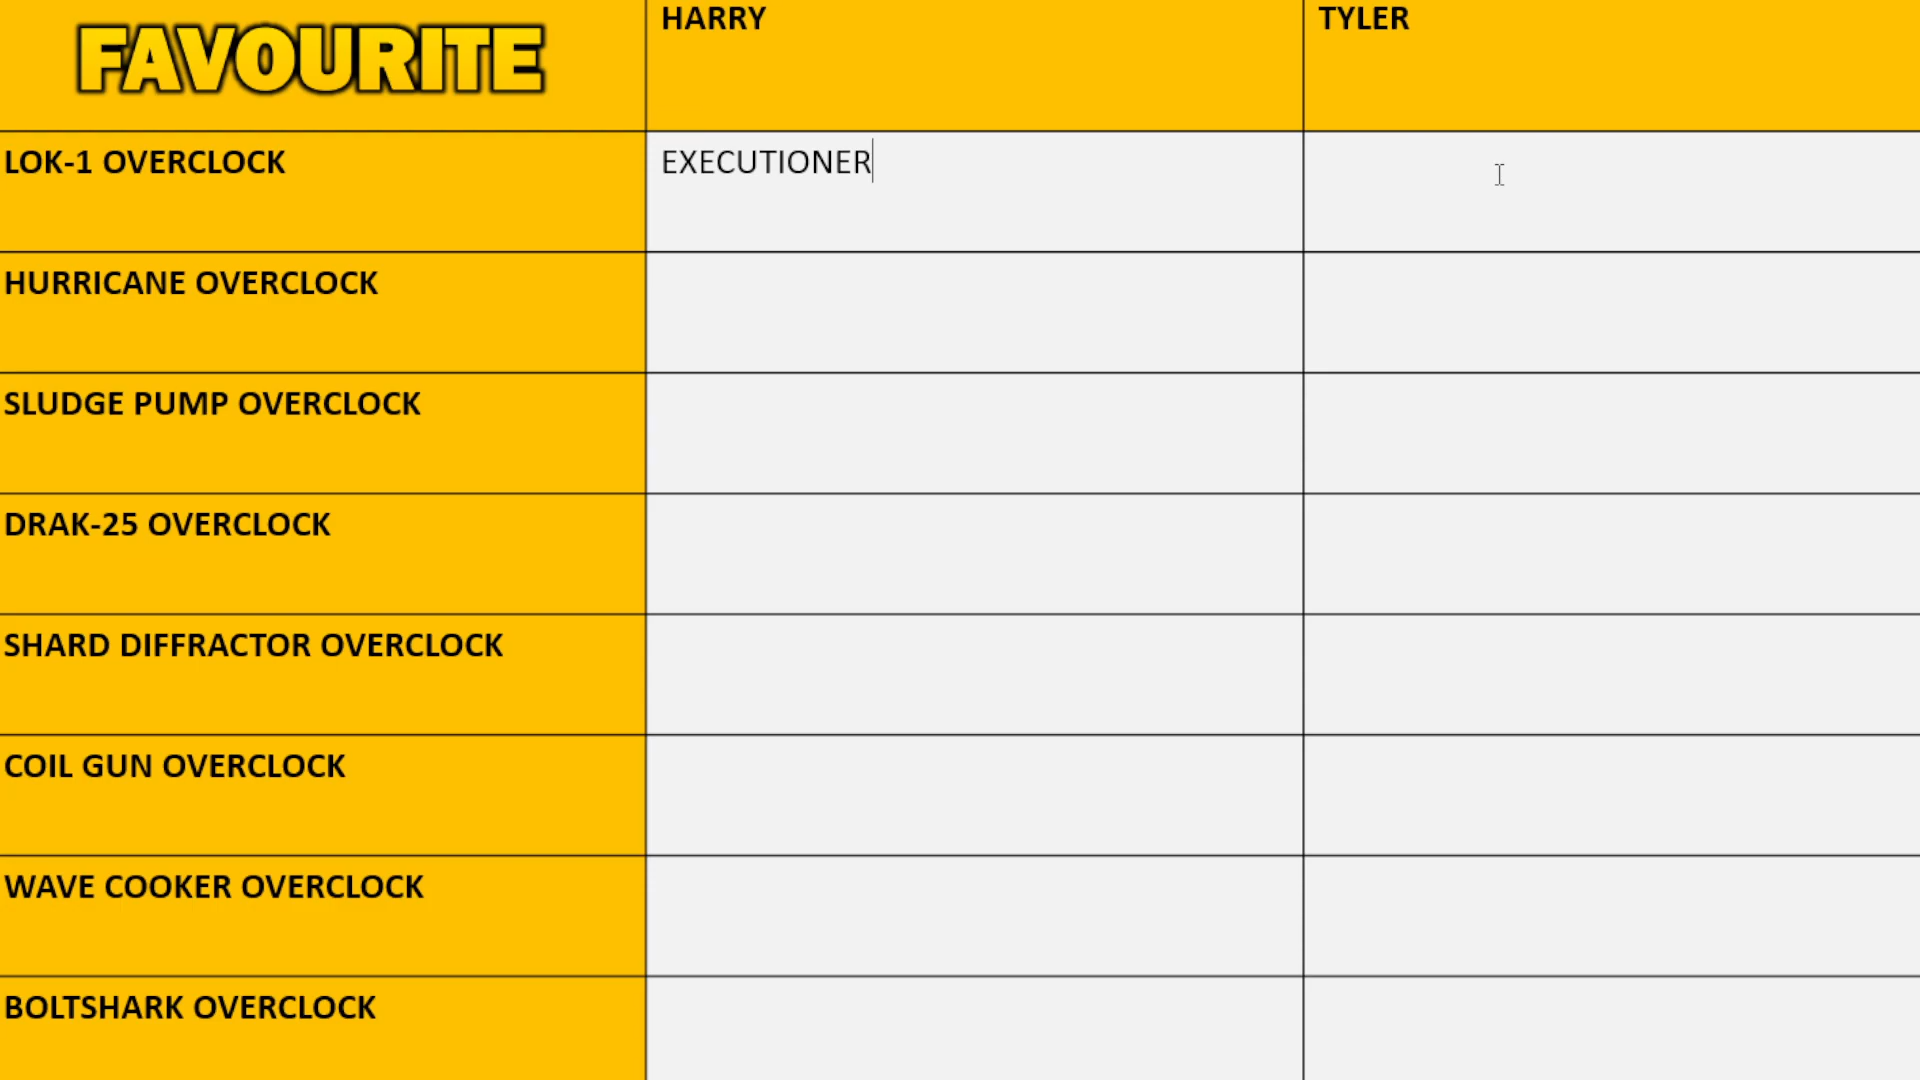 FAVOURITE
HARRY
TYLER
LOK-1 OVERCLOCK
EXECUTIONER
HURRICANE OVERCLOCK
SLUDGE PUMP OVERCLOCK
DRAK-25 OVERCLOCK
SHARD DIFFRACTOR OVERCLOCK
COIL GUN OVERCLOCK
WAVE COOKER OVERCLOCK
BOLTSHARK OVERCLOCK